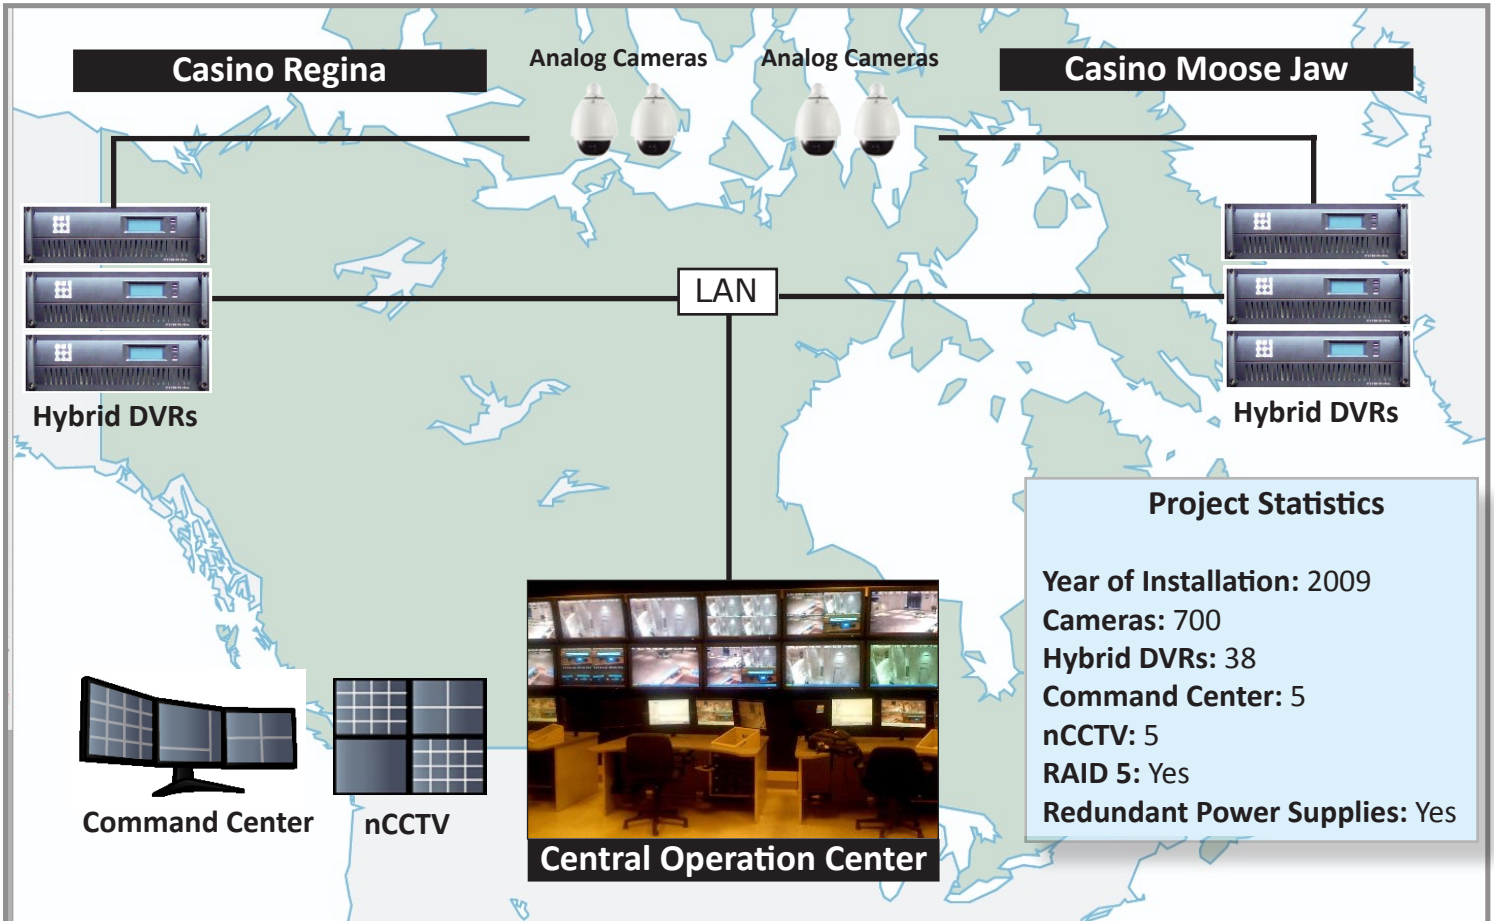 Casino Regina
Analog Cameras
Analog Cameras
Casino Moose Jaw
LAN
Hybrid DVRs
Hybrid DVRs
Project Statistics
Year of Installation: 2009
Cameras: 700
Hybrid DVRs: 38
Command Center: 5
nCCTV: 5
RAID 5: Yes
Redundant Power Supplies: Yes
Command Center
nCCTV
Central Operation Center